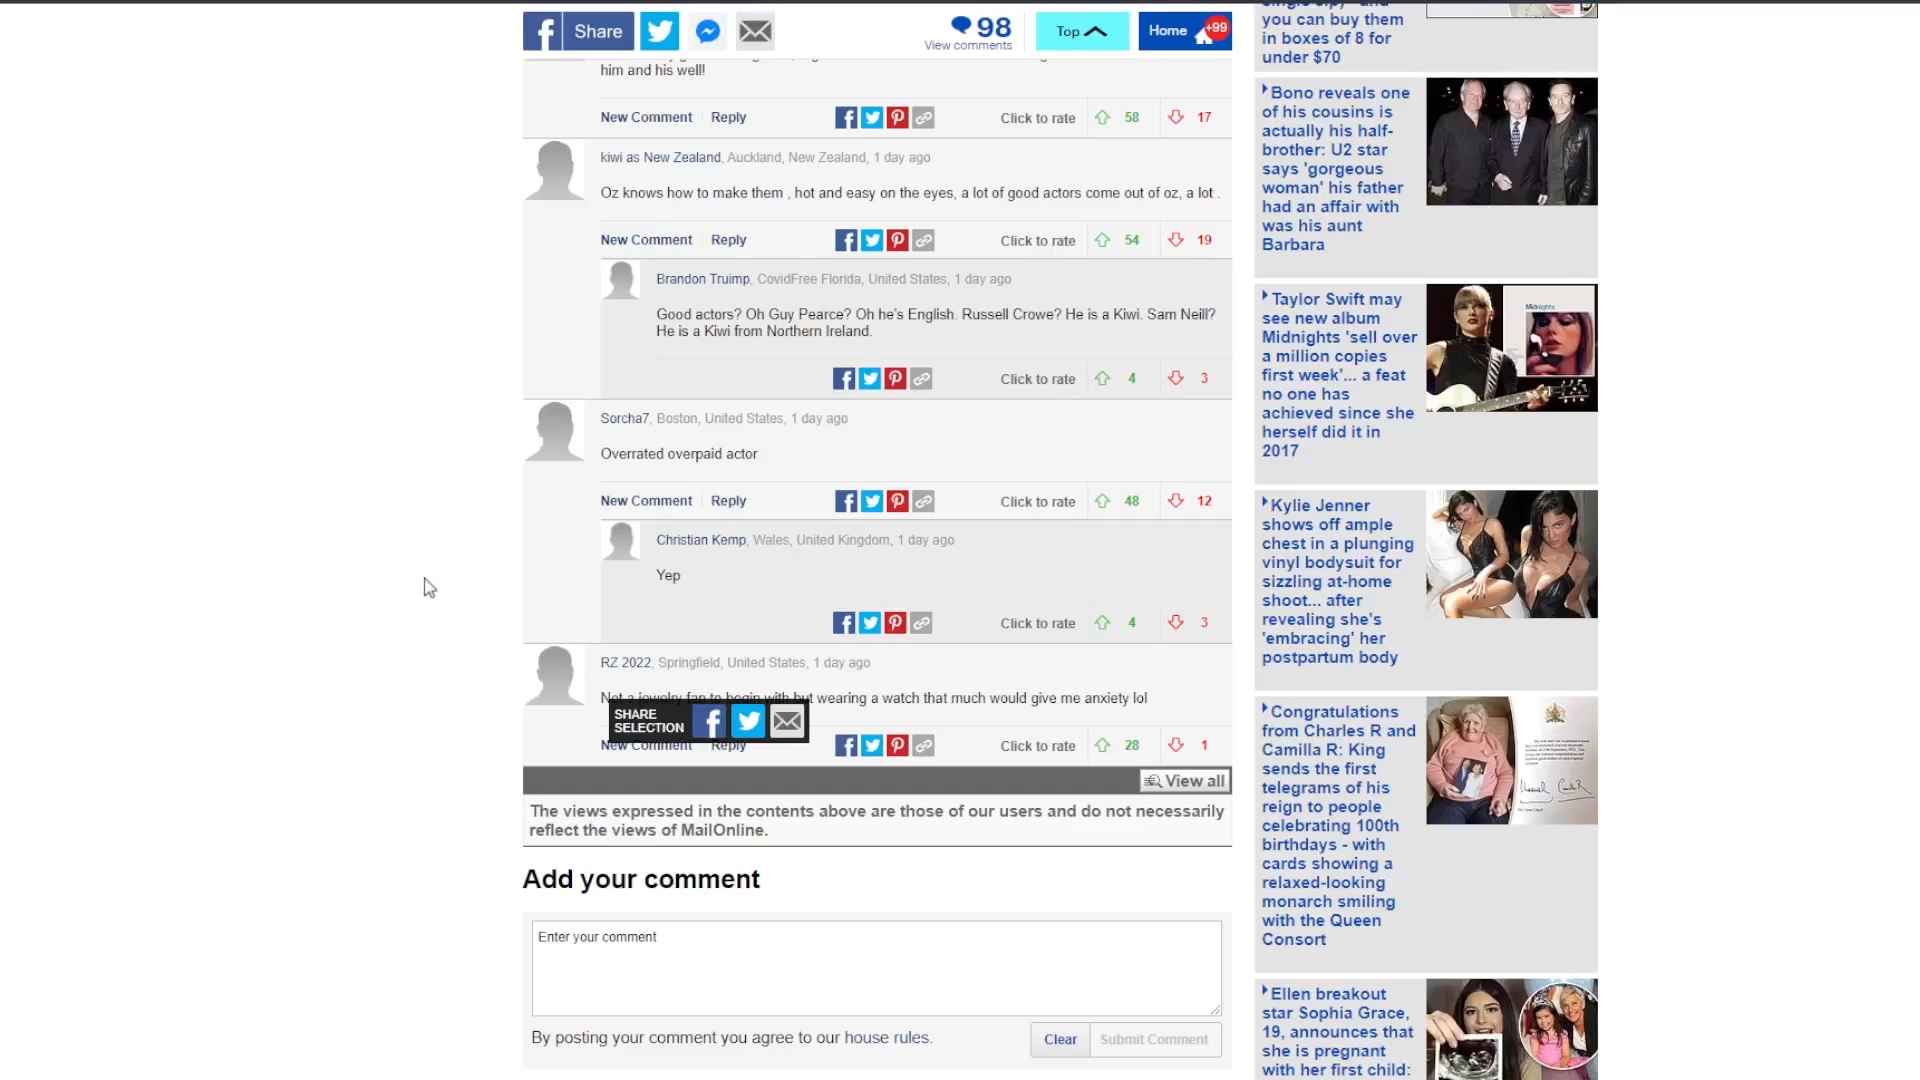 Share
98
View comments
Top
Home
+99
him and his well!
New Comment
Reply
Click to rate
58
17
kiwi as New Zealand, Auckland, New Zealand, 1 day ago
Oz knows how to make them , hot and easy on the eyes, a lot of good actors come out of oz, a lot .
New Comment
Reply
Click to rate
54
19
Brandon Truimp, CovidFree Florida, United States, 1 day ago
Good actors? Oh Guy Pearce? Oh he's English. Russell Crowe? He is a Kiwi. Sam Neill?
He is a Kiwi from Northern Ireland.
Click to rate
4
3
Sorcha7, Boston, United States, 1 day ago
Overrated overpaid actor
New Comment
Reply
Click to rate
48
12
Christian Kemp, Wales, United Kingdom, 1 day ago
Yep
Click to rate
4
3
RZ 2022, Springfield, United States, 1 day ago
Not a jewelry fan to begin with but wearing a watch that much would give me anxiety lol
SHARE
SELECTION
New Comment
Reply
Click to rate
28
1
View all
The views expressed in the contents above are those of our users and do not necessarily
reflect the views of MailOnline.
Add your comment
Enter your comment
By posting your comment you agree to our house rules.
Clear
Submit Comment
you can buy them
in boxes of 8 for
under $70
Bono reveals one
of his cousins is
actually his half-
brother: U2 star
says 'gorgeous
woman' his father
had an affair with
was his aunt
Barbara
Taylor Swift may
see new album
Midnights 'sell over
a million copies
first week'... a feat
no one has
achieved since she
herself did it in
2017
Midnights
Kylie Jenner
shows off ample
chest in a plunging
vinyl bodysuit for
sizzling at-home
shoot... after
revealing she's
'embracing' her
postpartum body
Congratulations
from Charles R and
Camilla R: King
sends the first
telegrams of his
reign to people
celebrating 100th
birthdays - with
cards showing a
relaxed-looking
monarch smiling
with the Queen
Consort
Ellen breakout
star Sophia Grace,
19, announces that
she is pregnant
with her first child: